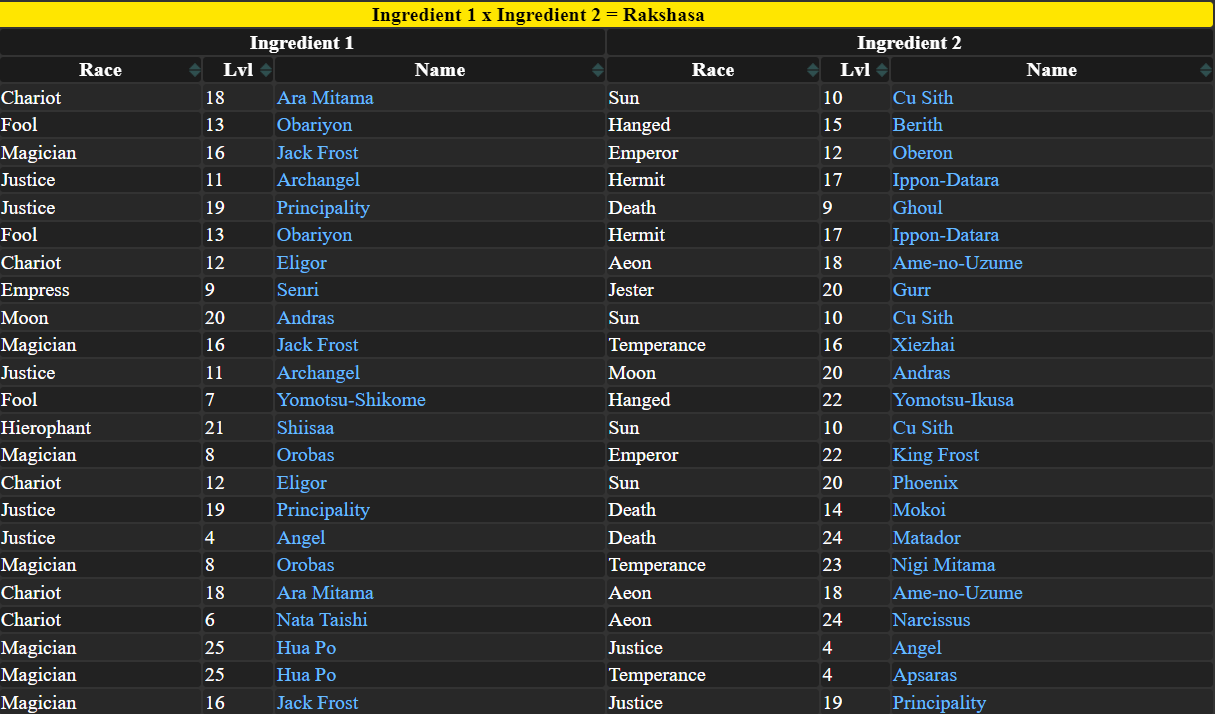 Ingredient 1 x Ingredient 2 = Rakshasa
Ingredient 1 Ingredient 2
Race Lvl Name Race Lvl Name
Chariot 18 Ara Mitama Sun 10 Cu Sith
Fool 13 Obariyon Hanged 15 Berith
Magician 16 Jack Frost Emperor 12 Oberon
Justice 11 Archangel Hermit 17 Ippon-Datara
Justice 19 Principality Death 9 Ghoul
Fool 13 Obariyon Hermit 17 Ippon-Datara
Chariot 12 Eligor Aeon 18 Ame-no-Uzume
Empress 9 Senri Jester 20 Gurr
Moon 20 Andras Sun 10 Cu Sith
Magician 16 Jack Frost Temperance 16 Xiezhai
Justice 11 Archangel Moon 20 Andras
Fool 7 Yomotsu-Shikome Hanged 22 Yomotsu-Ikusa
Hierophant 21 Shiisaa Sun 10 Cu Sith
Magician 8 Orobas Emperor 22 King Frost
Chariot 12 Eligor Sun 20 Phoenix
Justice 19 Principality Death 14 Mokoi
Justice 4 Angel Death 24 Matador
Magician 8 Orobas Temperance 23 Nigi Mitama
Chariot 18 Ara Mitama Aeon 18 Ame-no-Uzume
Chariot 6 Nata Taishi Aeon 24 Narcissus
Magician 25 Hua Po Justice 4 Angel
Magician 25 Hua Po Temperance 4 Apsaras
Magician 16 Jack Frost Justice 19 Principality